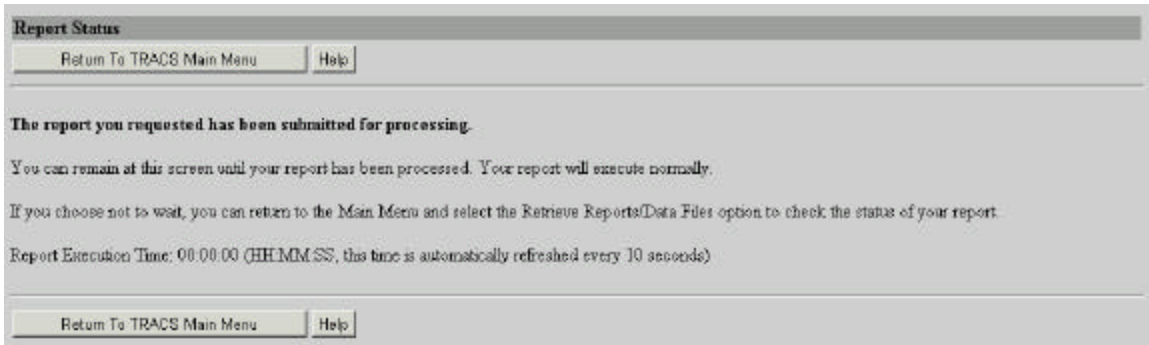 Report Status
Return To TRACS Main Menu Help
The report you requested has been submitted for processing.
You can remain at this screen until your report has been processed. Your report will execute normally.
If you choose not to wait, you can return to the Main Menu and select the Retrieve Reports/Data Files option to check the status of your report.
Report Execution Time: 00:00:00 (HH:MM:SS, this time is automatically refreshed every 10 seconds)
Return To TRACS Main Menu Help